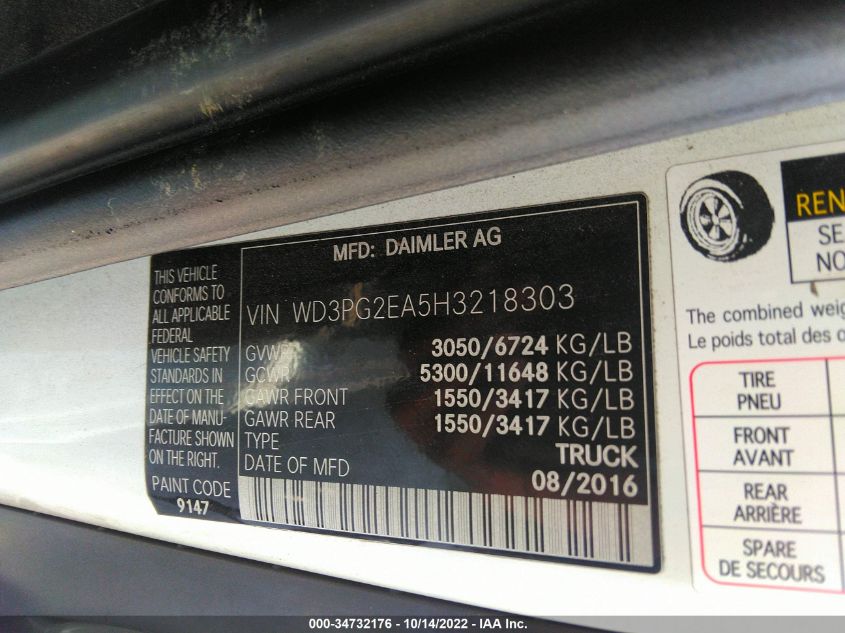 MFD: DAIMLER AG
THIS VEHICLE
CONFORMS TO
ALL APPLICABLE
FEDERAL
VEHICLE SAFETY
STANDARDS IN
EFFECT ON THE
DATE OF MANU-
FACTURE SHOWN
ON THE RIGHT.
PAINT CODE
9147
VIN WD3PG2EA5H3218303
GVWR 3050/6724 KG/LB
GCWR 5300/11648 KG/LB
GAWR FRONT 1550/3417 KG/LB
GAWR REAR 1550/3417 KG/LB
TYPE TRUCK
DATE OF MFD 08/2016
REN
SE
NO
The combined weig
Le poids total des o
TIRE
PNEU
FRONT
AVANT
REAR
ARRIÈRE
SPARE
DE SECOURS
000-34732176 - 10/14/2022 - IAA Inc.